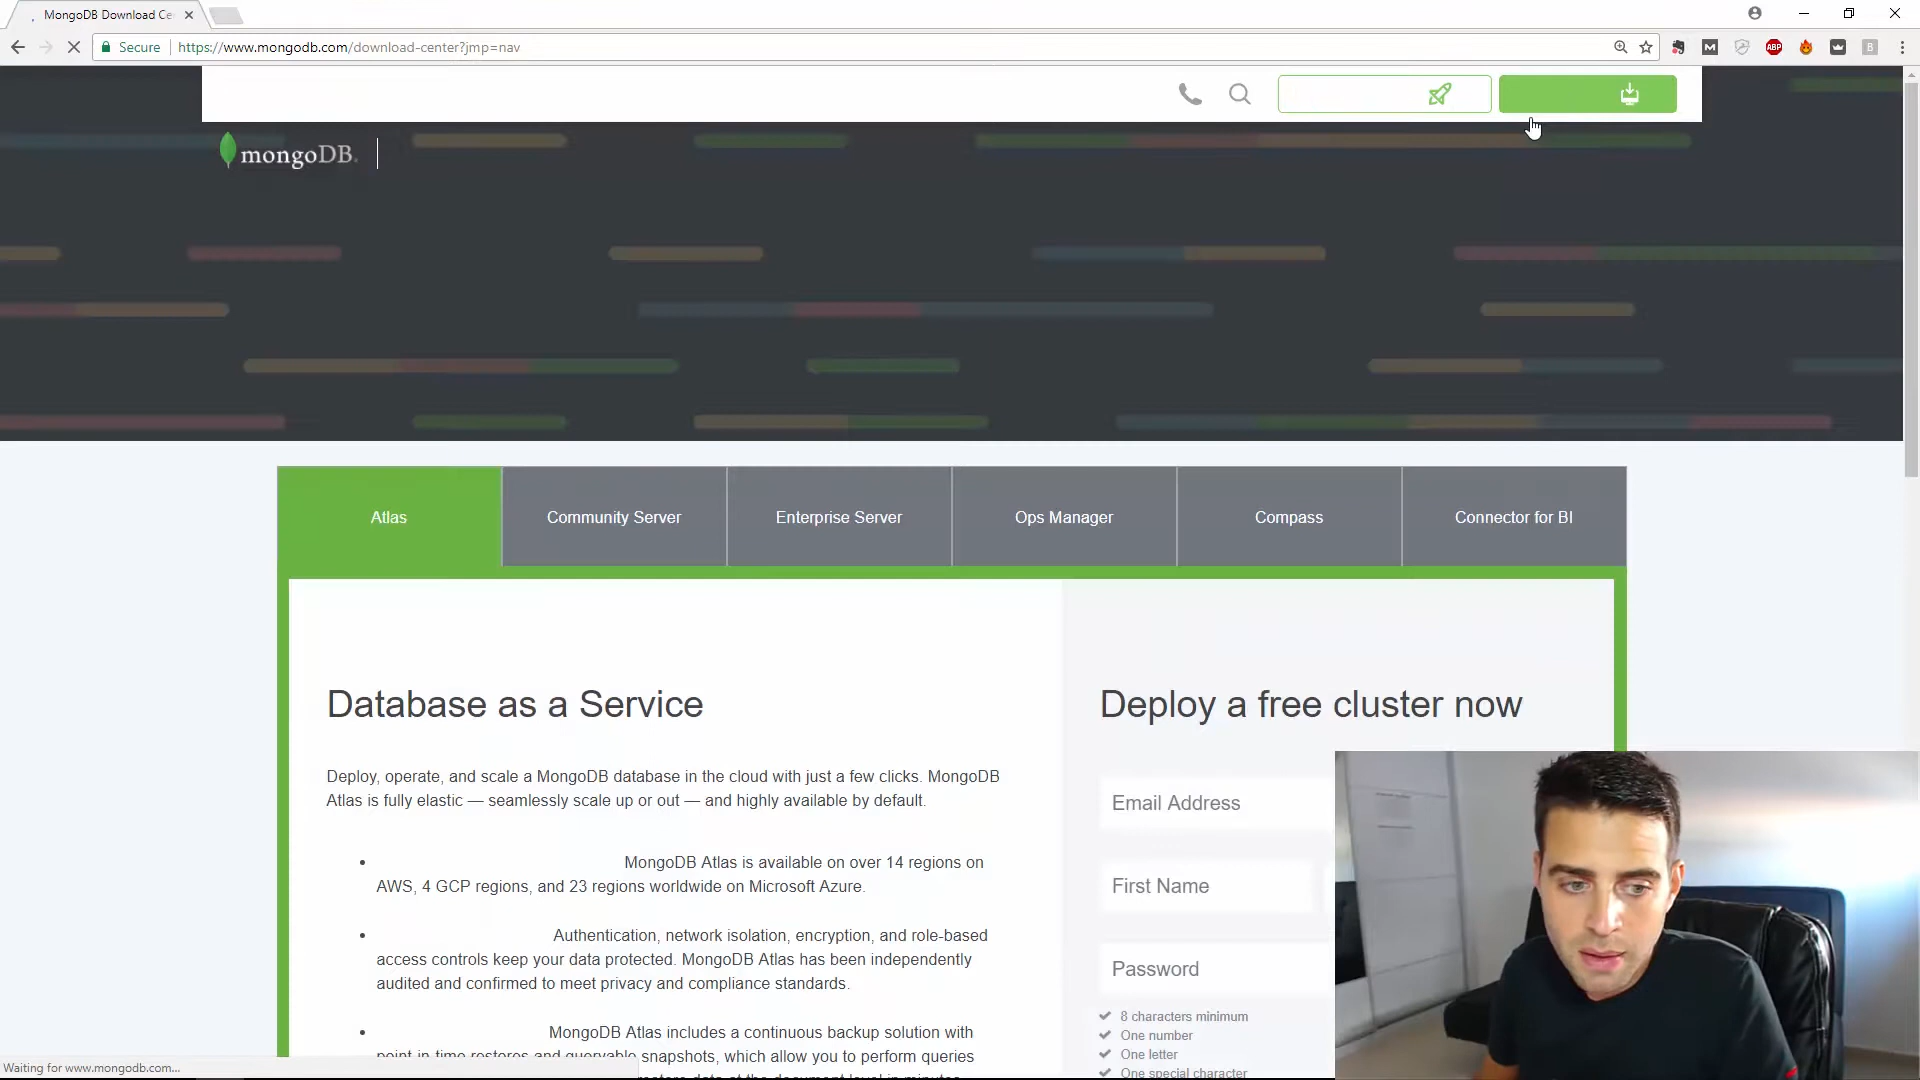 MongoDB Download Ce
Secure
https://www.mongodb.com/download-center?jmp=nav
M
ABP
B
mongoDB.
Atlas
Community Server
Enterprise Server
Ops Manager
Compass
Connector for BI
Database as a Service
Deploy, operate, and scale a MongoDB database in the cloud with just a few clicks. MongoDB
Atlas is fully elastic — seamlessly scale up or out — and highly available by default.
MongoDB Atlas is available on over 14 regions on
AWS, 4 GCP regions, and 23 regions worldwide on Microsoft Azure.
Authentication, network isolation, encryption, and role-based
access controls keep your data protected. MongoDB Atlas has been independently
audited and confirmed to meet privacy and compliance standards.
MongoDB Atlas includes a continuous backup solution with
point-in-time restores and queryable snapshots, which allow you to perform queries
Deploy a free cluster now
Email Address
First Name
Password
8 characters minimum
One number
One letter
One special character
Waiting for www.mongodb.com...